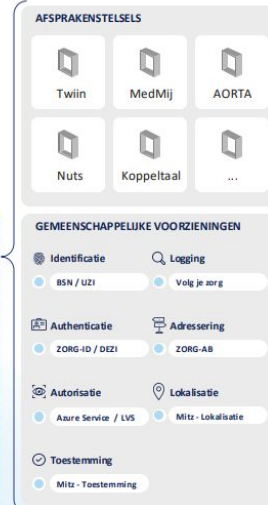 AFSPRAKENSTELSELS
Twiin MedMij AORTA
Nuts Koppeltaal ...
GEMEENSCHAPPELIJKE VOORZIENINGEN
Identificatie
BSN / UZI
Logging
Volg je zorg
Authenticatie
ZORG-ID / DEZI
Adressering
ZORG-AB
Autorisatie
Azure Service / LVS
Lokalisatie
Mitz - Lokalisatie
Toestemming
Mitz - Toestemming